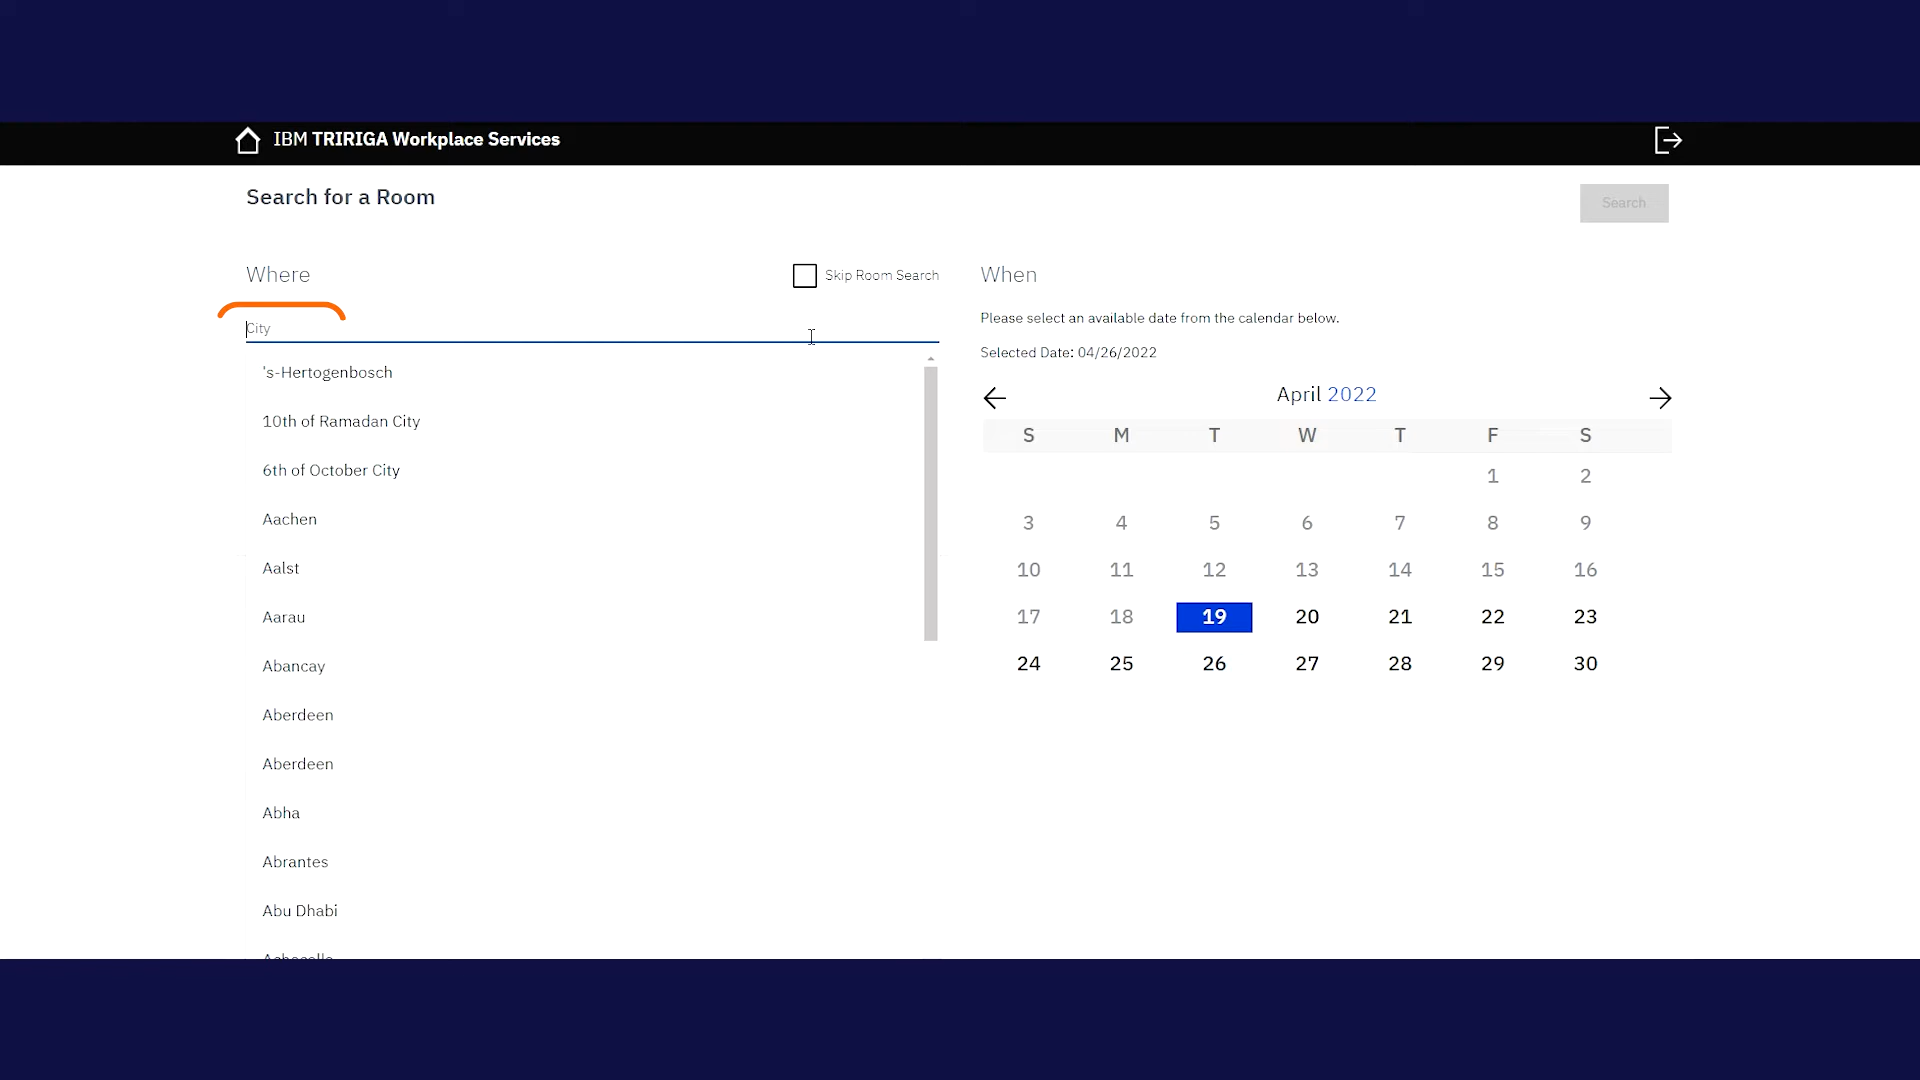 IBM TRIRIGA Workplace Services
Search for a Room
Search
Where
Skip Room Search
City
's-Hertogenbosch
10th of Ramadan City
6th of October City
Aachen
Aalst
Aarau
Abancay
Aberdeen
Aberdeen
Abha
Abrantes
Abu Dhabi
When
Please select an available date from the calendar below.
Selected Date: 04/26/2022
April 2022
S M T W T F S
1 2
3 4 5 6 7 8 9
10 11 12 13 14 15 16
17 18 19 20 21 22 23
24 25 26 27 28 29 30